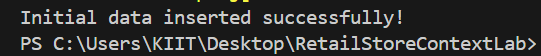 Initial data inserted successfully!
PS C:\Users\KIIT\Desktop\RetailStoreContextLab>